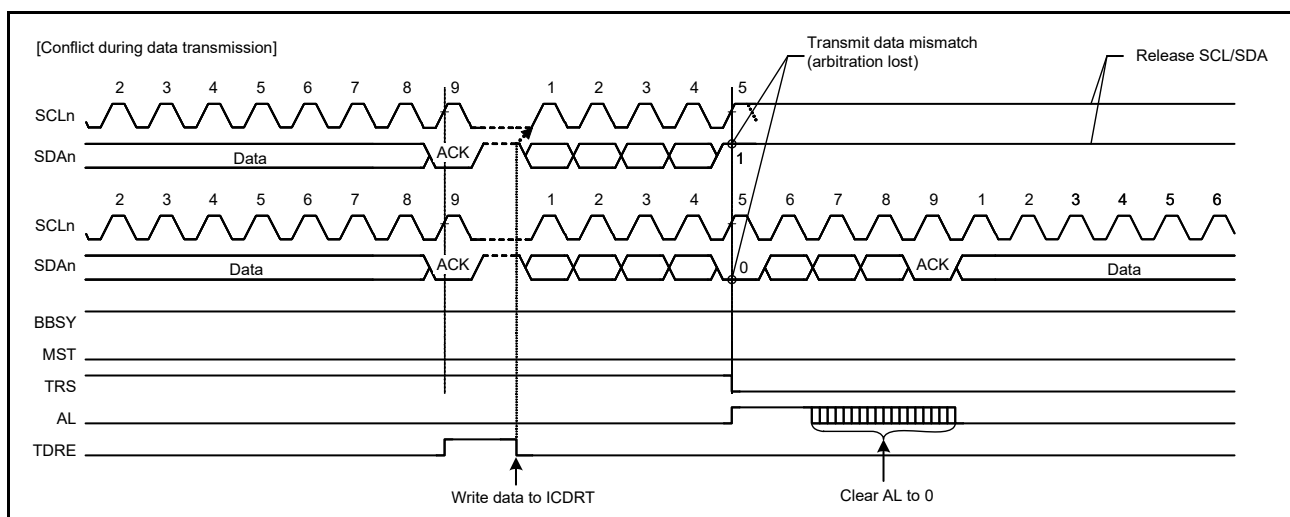 [Conflict during data transmission]
Transmit data mismatch
(arbitration lost)
Release SCL/SDA
2 3 4 5 6 7 8 9 1 2 3 4 5
SCLn
SDAn Data ACK 1
2 3 4 5 6 7 8 9 1 2 3 4 5 6 7 8 9 1 2 3 4 5 6
SCLn
SDAn Data ACK 0 ACK Data
BBSY
MST
TRS
AL
TDRE
Write data to ICDRT
Clear AL to 0